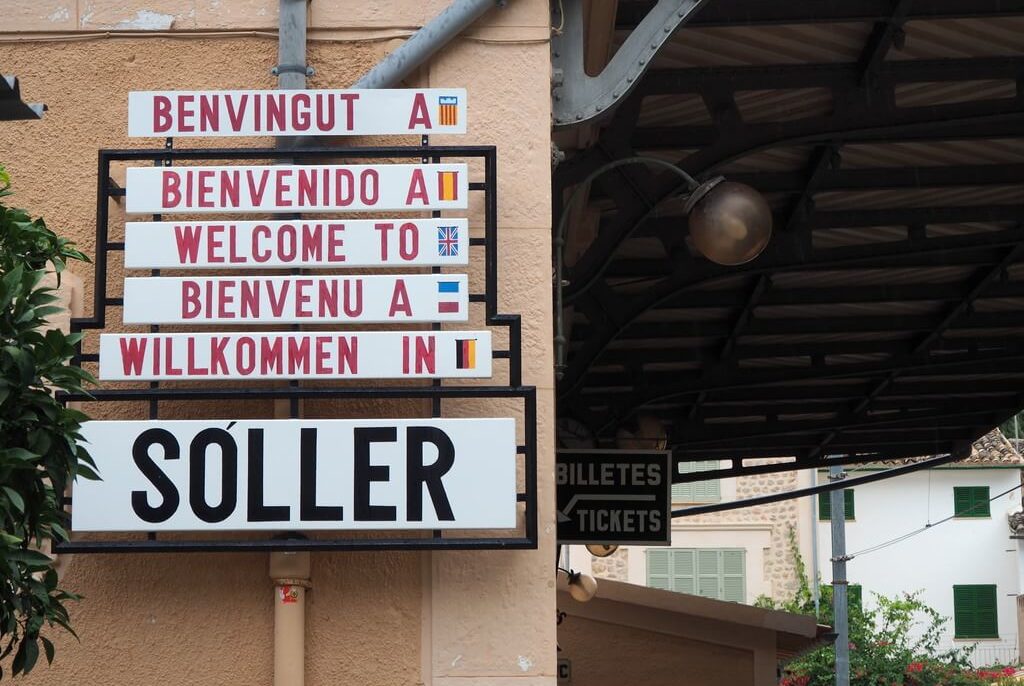 BENVINGUT A
BIENVENIDO A
WELCOME TO
BIENVENU A
WILLKOMMEN IN
SÓLLER
BILLETES
TICKETS